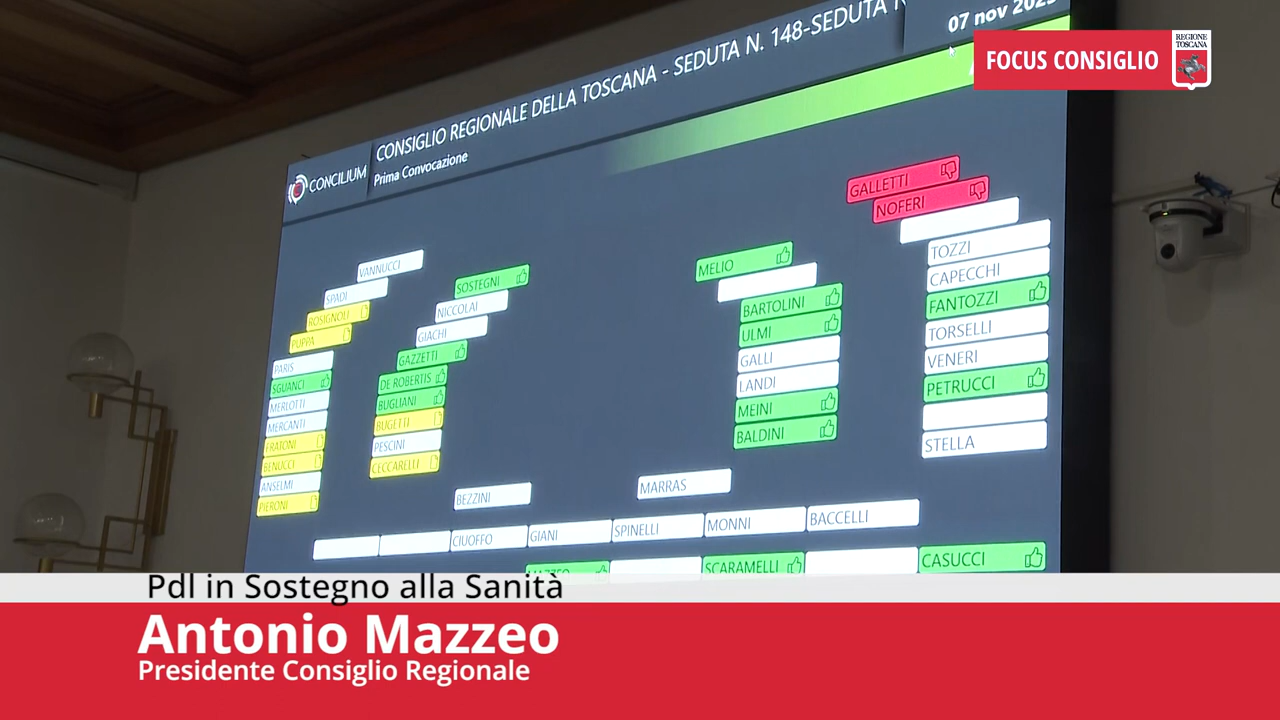 CONSIGLIO REGIONALE DELLA TOSCANA - SEDUTA N. 148-SEDUTA
07 nov 2023
FOCUS CONSIGLIO
REGIONE
TOSCANA
CONCILIUM
Prima Convocazione
GALLETTI
NOFERI
VANNUCCI
SPADI
ROSIGNOLI
PUPPA
PARIS
SGUANCI
MERLOTTI
MERCANTI
FRATONI
BENUCCI
ANSELMI
PIERONI
SOSTEGNI
NICCOLAI
GIACHI
GAZZETTI
DE ROBERTIS
BUGLIANI
BUGETTI
PESCINI
CECCARELLI
MELIO
BARTOLINI
ULMI
GALLI
LANDI
MEINI
BALDINI
TOZZI
CAPECCHI
FANTOZZI
TORSELLI
VENERI
PETRUCCI
STELLA
BEZZINI
MARRAS
CIUOFFO
GIANI
SPINELLI
MONNI
BACCELLI
MAZZEO
SCARAMELLI
CASUCCI
Pdl in Sostegno alla Sanità
Antonio Mazzeo
Presidente Consiglio Regionale